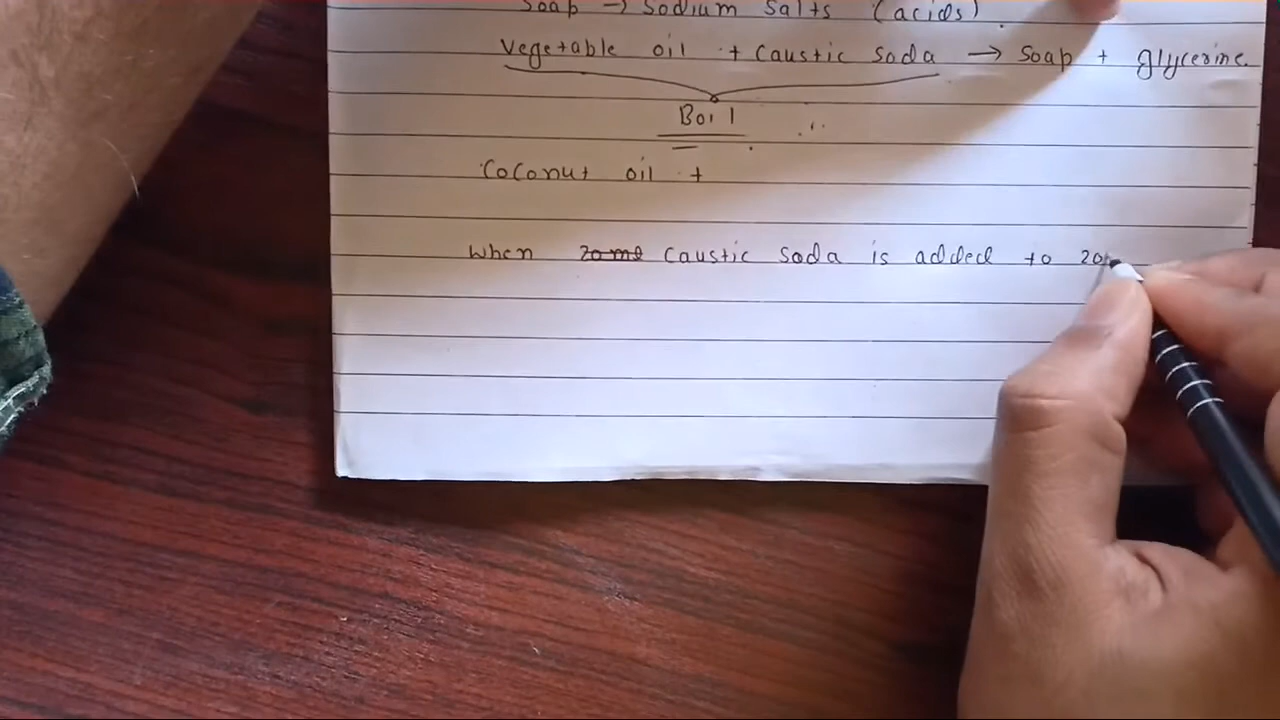 Soap → Sodium Salts (acids)
Vegetable oil + Caustic Soda → Soap + glycerine.
Boil
Coconut oil +
When Caustic Soda is added to 20